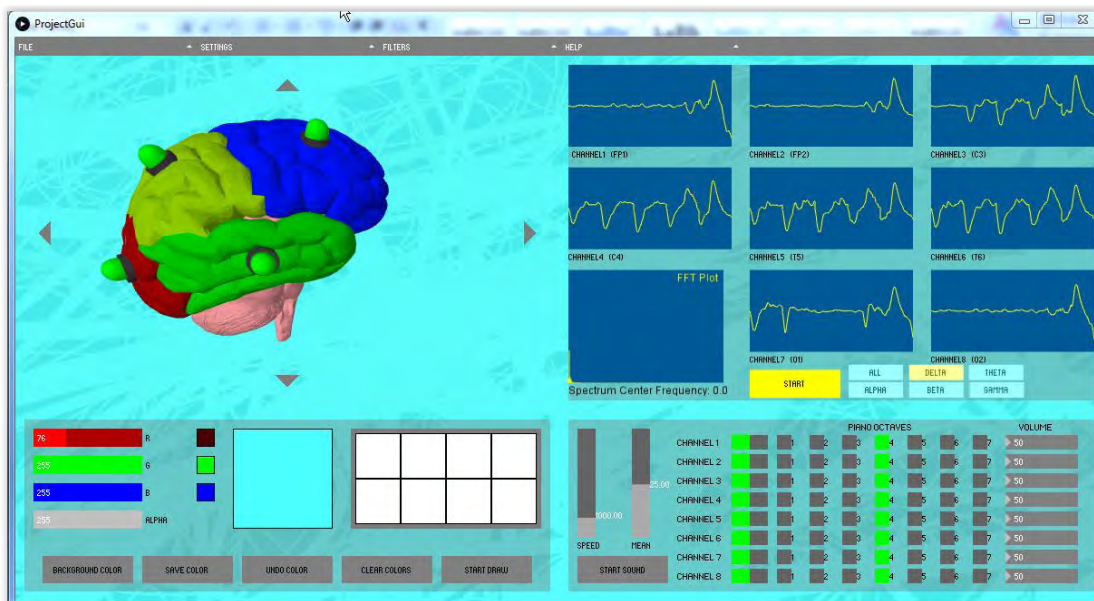 ProjectGui
FILE SETTINGS FILTERS HELP
CHANNEL1 (FP1) CHANNEL2 (FP2) CHANNEL3 (C3)
CHANNEL4 (C4) CHANNEL5 (T5) CHANNEL6 (T6)
FFT Plot
CHANNEL7 (O1) CHANNEL8 (O2)
Spectrum Center Frequency: 0.0
START
ALL DELTA THETA
ALPHA BETA GAMMA
76 R
255 G
255 B
255 ALPHA
BACKGROUND COLOR SAVE COLOR UNDO COLOR CLEAR COLORS START DRAW
1000.00 25.00
SPEED MEAN
START SOUND
PIANO OCTAVES VOLUME
CHANNEL 1 1 2 3 4 5 6 7 50
CHANNEL 2 1 2 3 4 5 6 7 50
CHANNEL 3 1 2 3 4 5 6 7 50
CHANNEL 4 1 2 3 4 5 6 7 50
CHANNEL 5 1 2 3 4 5 6 7 50
CHANNEL 6 1 2 3 4 5 6 7 50
CHANNEL 7 1 2 3 4 5 6 7 50
CHANNEL 8 1 2 3 4 5 6 7 50